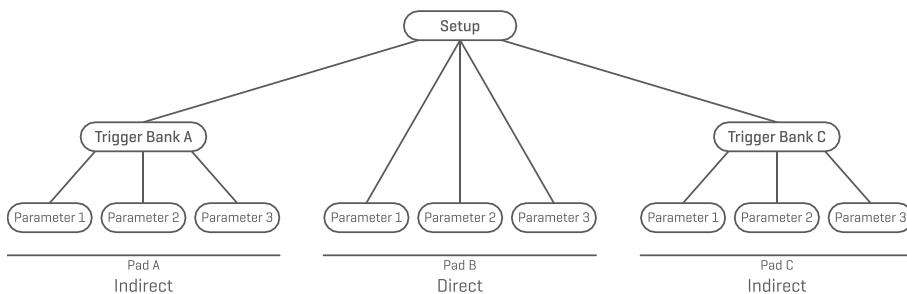 Setup
Trigger Bank A
Trigger Bank C
Parameter 1
Parameter 2
Parameter 3
Parameter 1
Parameter 2
Parameter 3
Parameter 1
Parameter 2
Parameter 3
Pad A
Indirect
Pad B
Direct
Pad C
Indirect